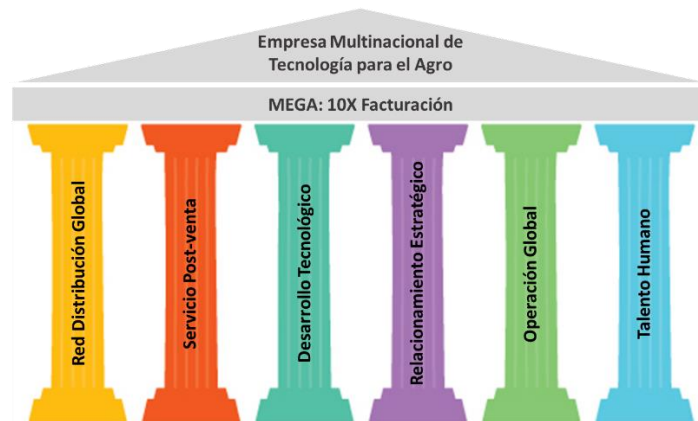 Empresa Multinacional de
Tecnología para el Agro
MEGA: 10X Facturación
Red Distribución Global
Servicio Post-venta
Desarrollo Tecnológico
Relacionamiento Estratégico
Operación Global
Talento Humano